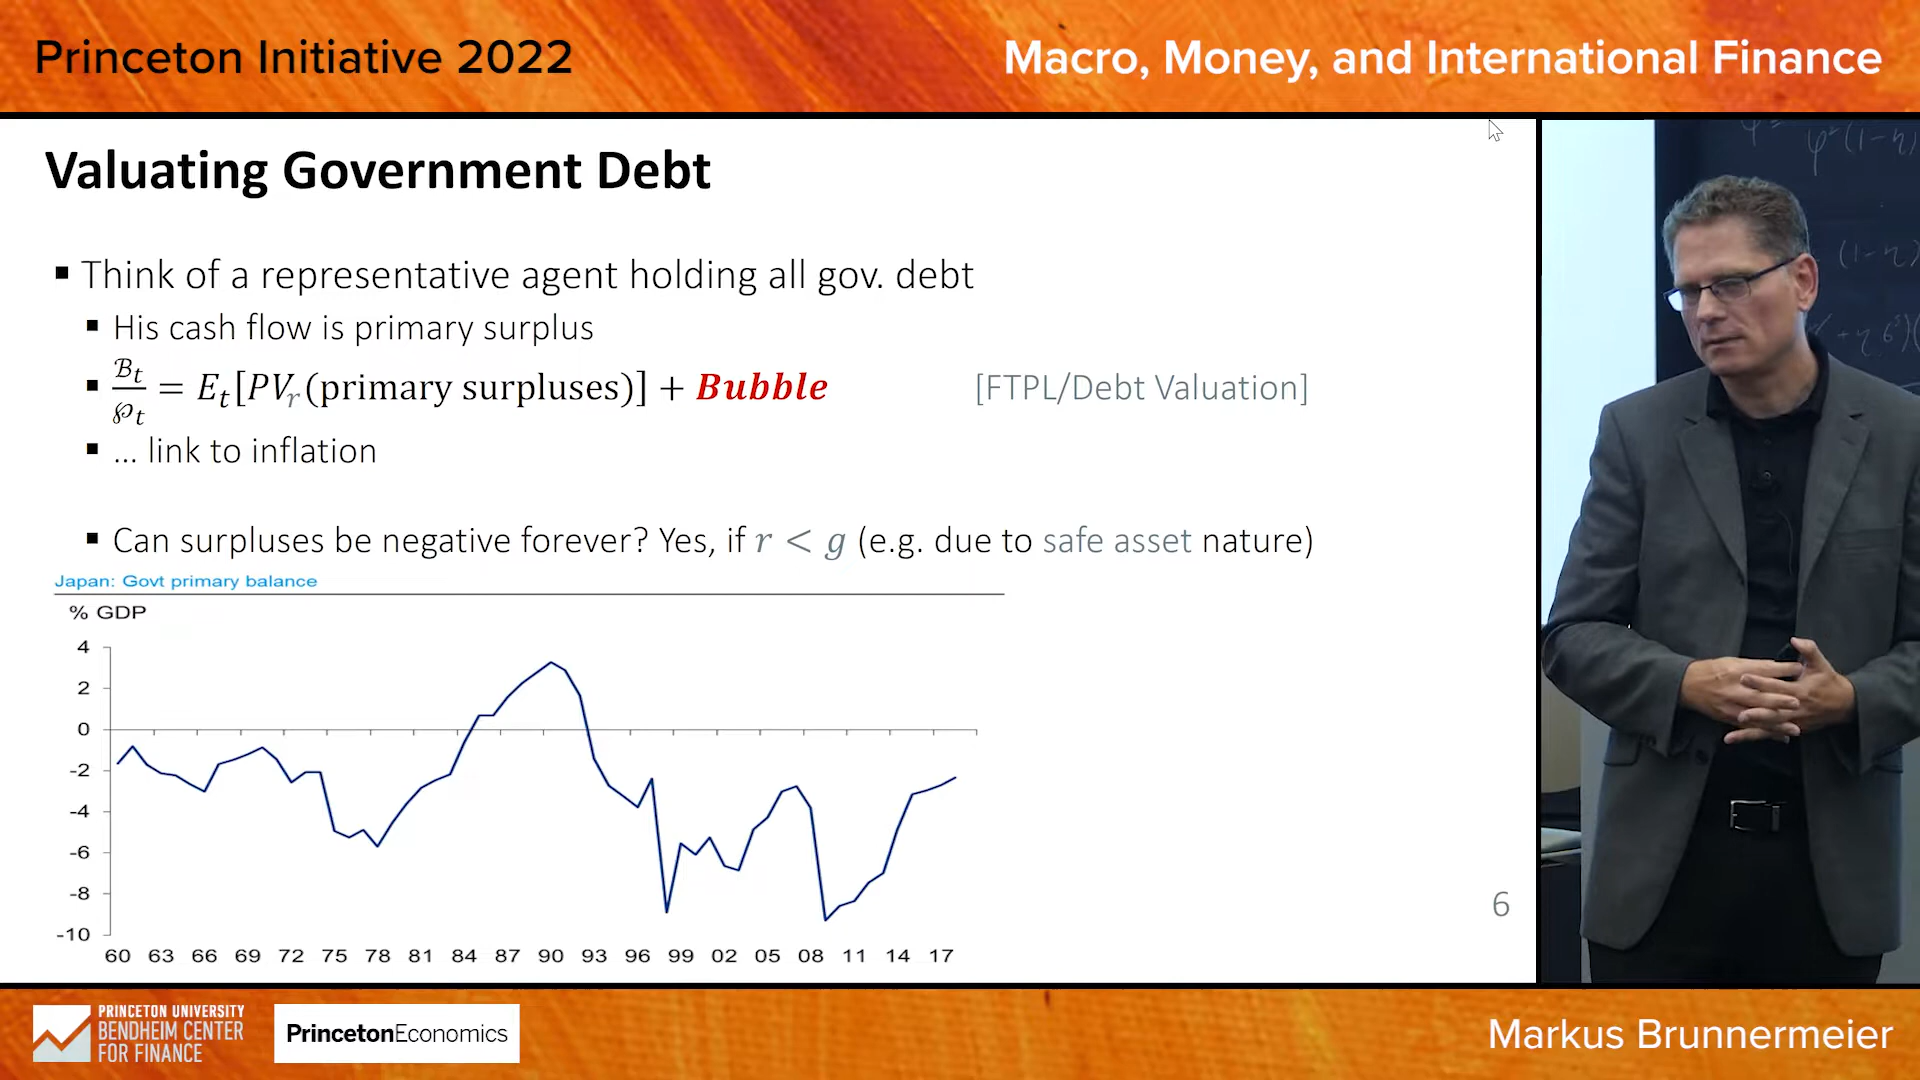 Princeton Initiative 2022
Macro, Money, and International Finance
Valuating Government Debt
▪ Think of a representative agent holding all gov. debt
▪ His cash flow is primary surplus
▪ ℬt/℘t = Et[PVr(primary surpluses)] + Bubble [FTPL/Debt Valuation]
▪ ... link to inflation
▪ Can surpluses be negative forever? Yes, if r < g (e.g. due to safe asset nature)
Japan: Govt primary balance
% GDP
4
2
0
-2
-4
-6
-8
-10
60 63 66 69 72 75 78 81 84 87 90 93 96 99 02 05 08 11 14 17
6
PRINCETON UNIVERSITY
BENDHEIM CENTER
FOR FINANCE
PrincetonEconomics
Markus Brunnermeier